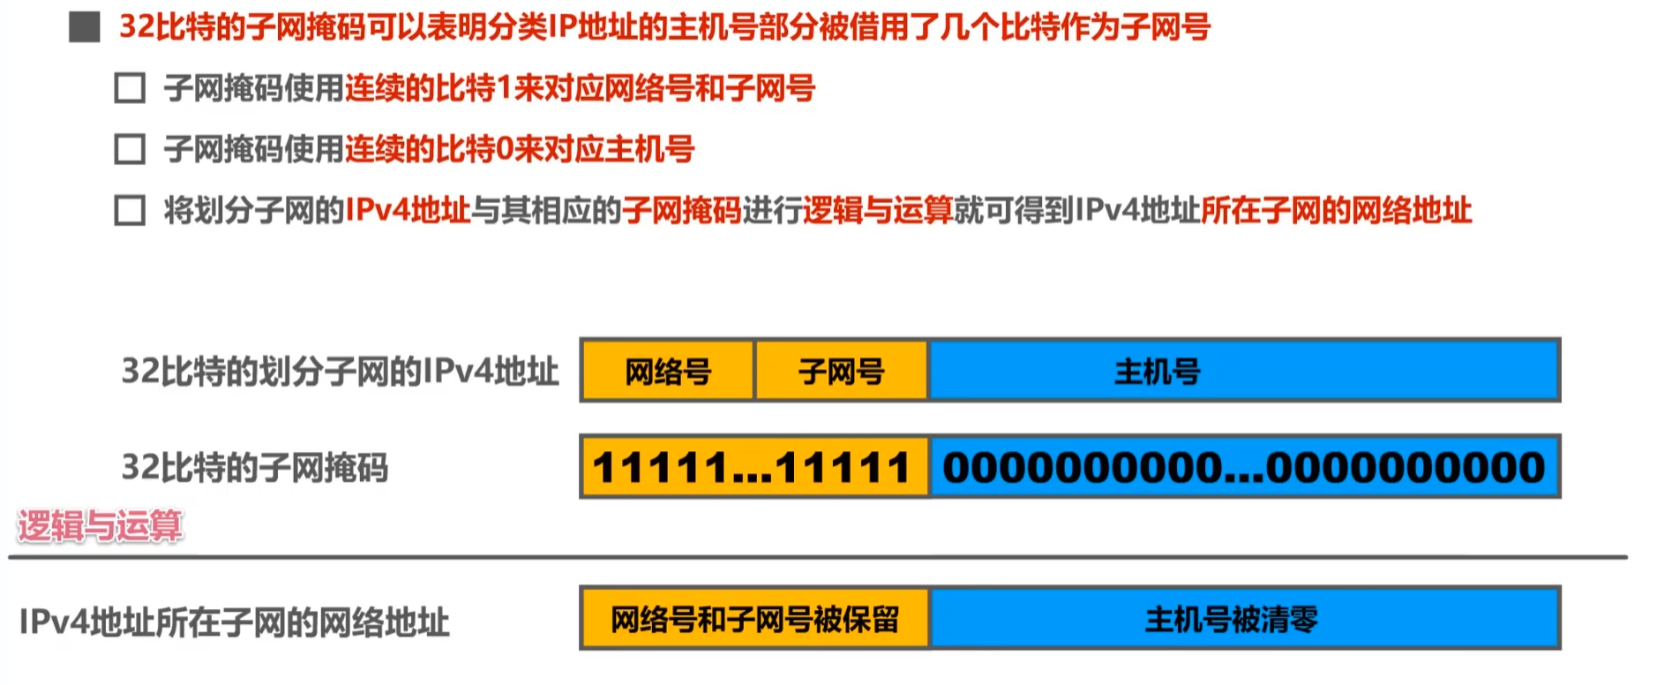 32比特的子网掩码可以表明分类IP地址的主机号部分被借用了几个比特作为子网号
子网掩码使用连续的比特1来对应网络号和子网号
子网掩码使用连续的比特0来对应主机号
将划分子网的IPv4地址与其相应的子网掩码进行逻辑与运算就可得到IPv4地址所在子网的网络地址
32比特的划分子网的IPv4地址 网络号 子网号 主机号
32比特的子网掩码 11111...11111 0000000000...0000000000
逻辑与运算
IPv4地址所在子网的网络地址 网络号和子网号被保留 主机号被清零